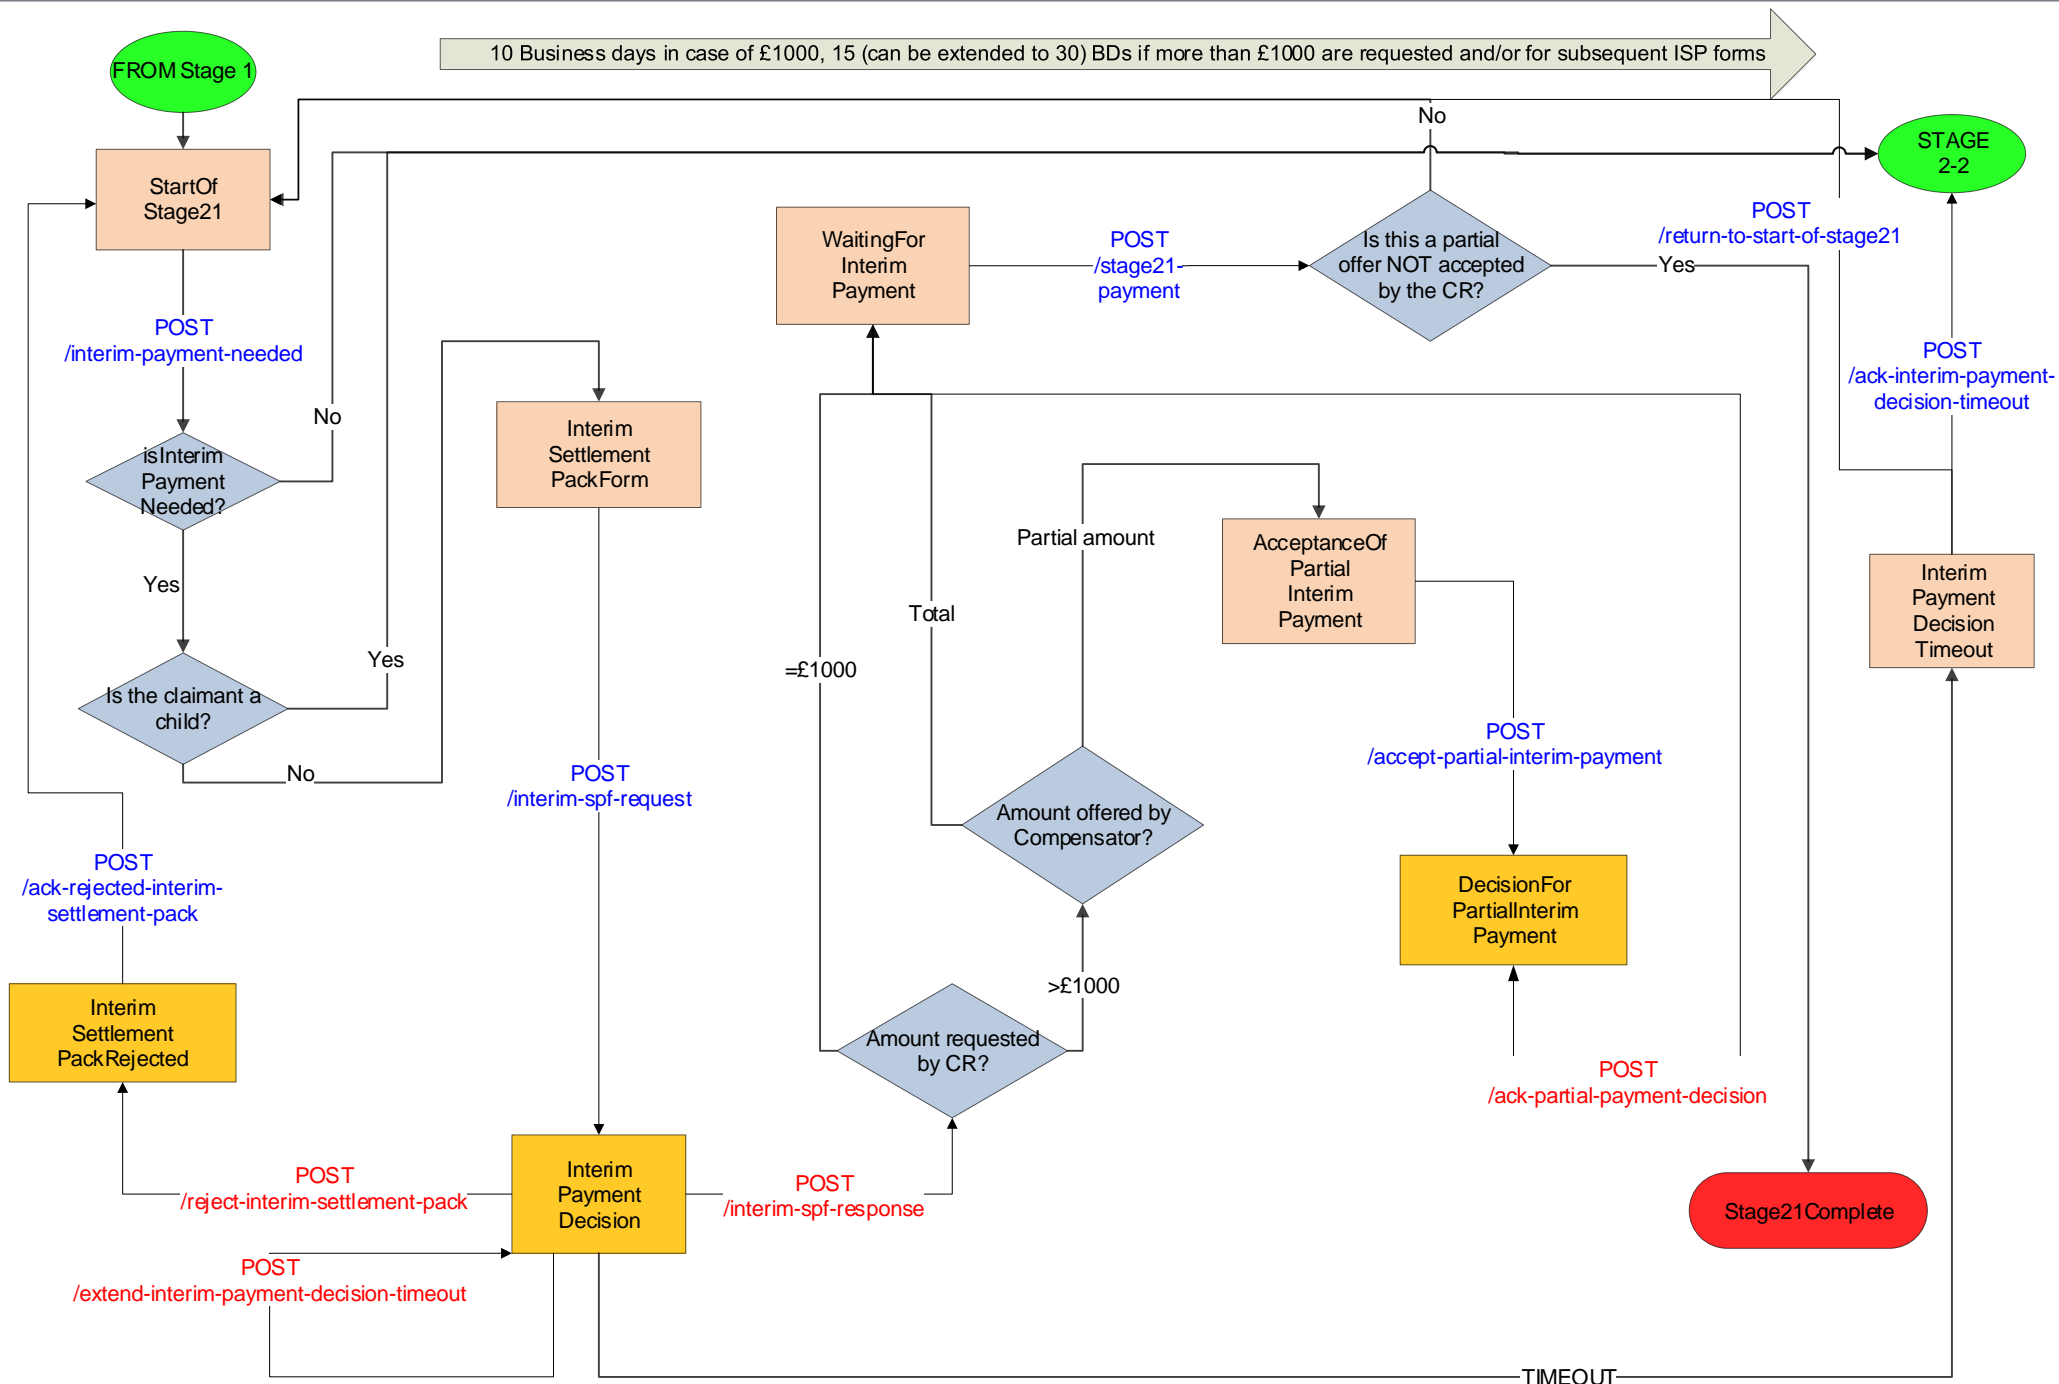 10 Business days in case of £1000, 15 (can be extended to 30) BDs if more than £1000 are requested and/or for subsequent ISP forms
FROM Stage 1
No
STAGE
2-2
StartOf
Stage21
WaitingFor
Interim
Payment
POST
/stage21-
payment
Is this a partial
offer NOT accepted
by the CR?
Yes
POST
/return-to-start-of-stage21
POST
/interim-payment-needed
POST
/ack-interim-payment-
decision-timeout
No
Interim
Settlement
PackForm
isInterim
Payment
Needed?
Partial amount
AcceptanceOf
Partial
Interim
Payment
Interim
Payment
Decision
Timeout
Yes
Total
Yes
=£1000
Is the claimant a
child?
No
POST
/interim-spf-request
POST
/accept-partial-interim-payment
Amount offered by
Compensator?
POST
/ack-rejected-interim-
settlement-pack
DecisionFor
PartialInterim
Payment
>£1000
Interim
Settlement
PackRejected
Amount requested
by CR?
POST
/ack-partial-payment-decision
POST
/reject-interim-settlement-pack
Interim
Payment
Decision
POST
/interim-spf-response
Stage21Complete
POST
/extend-interim-payment-decision-timeout
TIMEOUT